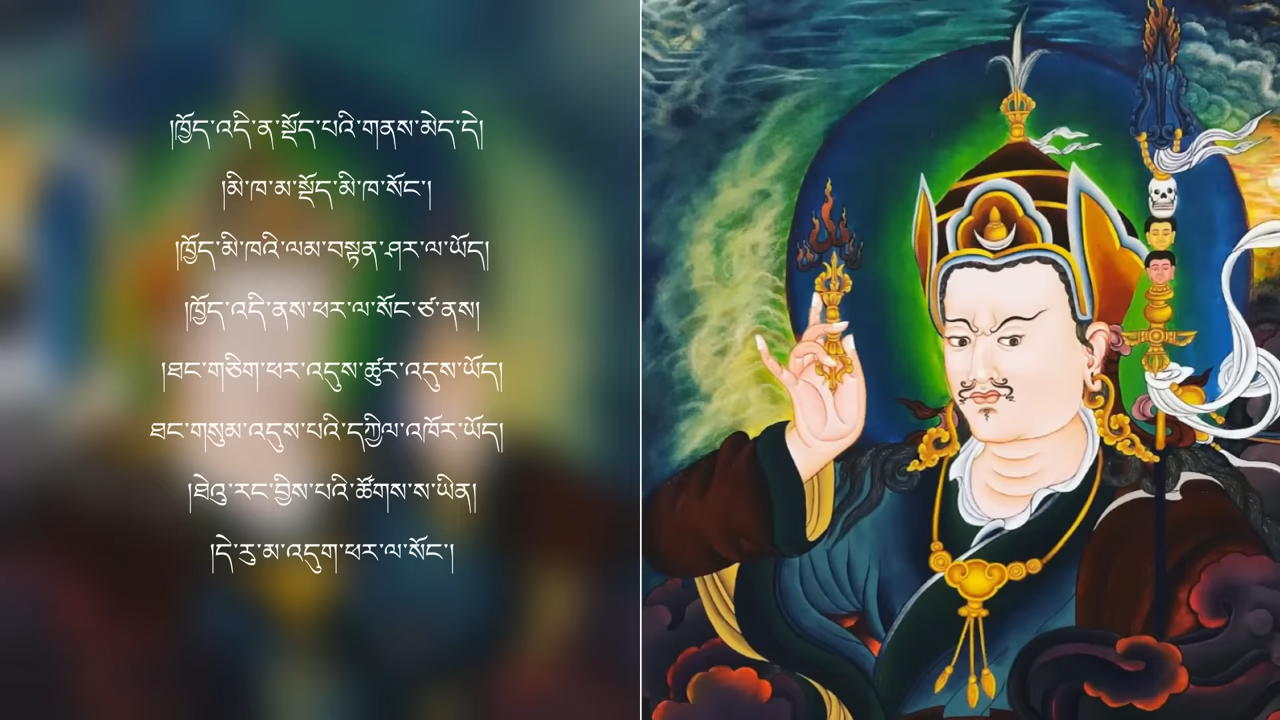 །ཁྱོད་འདི་ན་སྡོད་པའི་གནས་མེད་དེ།
།མི་ཁ་མ་སྡོད་མི་ཁ་སོང་།
།ཁྱོད་མི་ཁའི་ལམ་བསྟན་ཤར་ལ་ཡོད།
།ཁྱོད་འདི་ནས་ཕར་ལ་སོང་ཙ་ནས།
།ཐང་གཅིག་ཕར་འདུས་ཚུར་འདུས་ཡོད།
ཐང་གསུམ་འདུས་པའི་དཀྱིལ་འཁོར་ཡོད།
།ཐེའུ་རང་བྱིས་པའི་ཚོགས་ས་ཡིན།
།དེ་རུ་མ་འདུག་ཕར་ལ་སོང་།